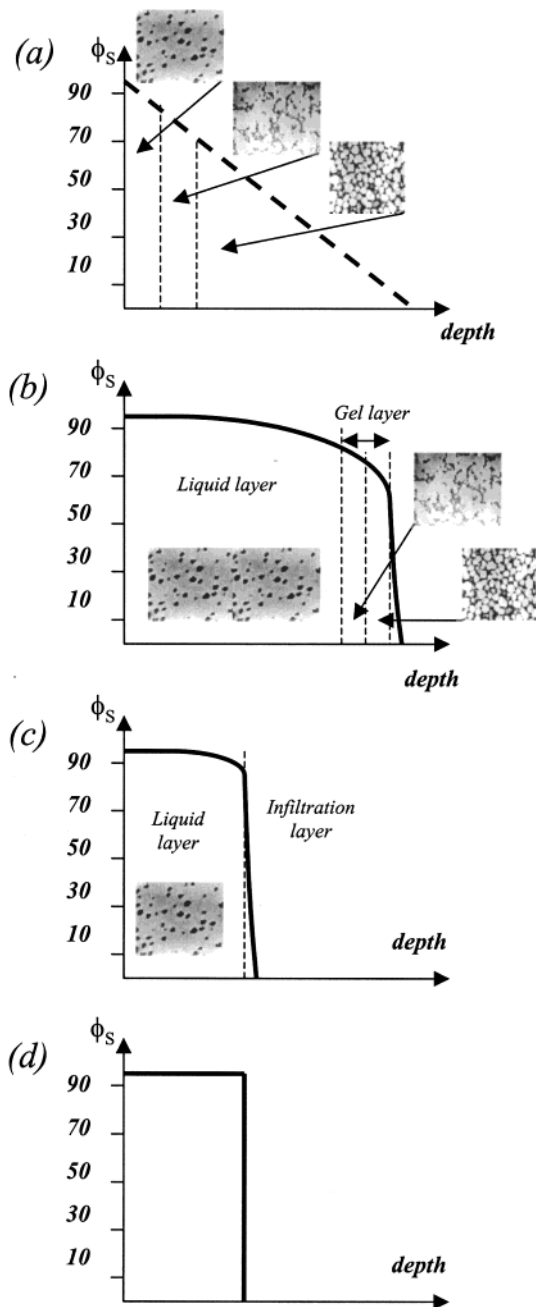 (a)
ϕS
90
70
50
30
10
depth
(b)
ϕS
Gel layer
90
70
Liquid layer
50
30
10
depth
(c)
ϕS
90
70
Liquid
layer
Infiltration
layer
50
30
10
depth
(d)
ϕS
90
70
50
30
10
depth